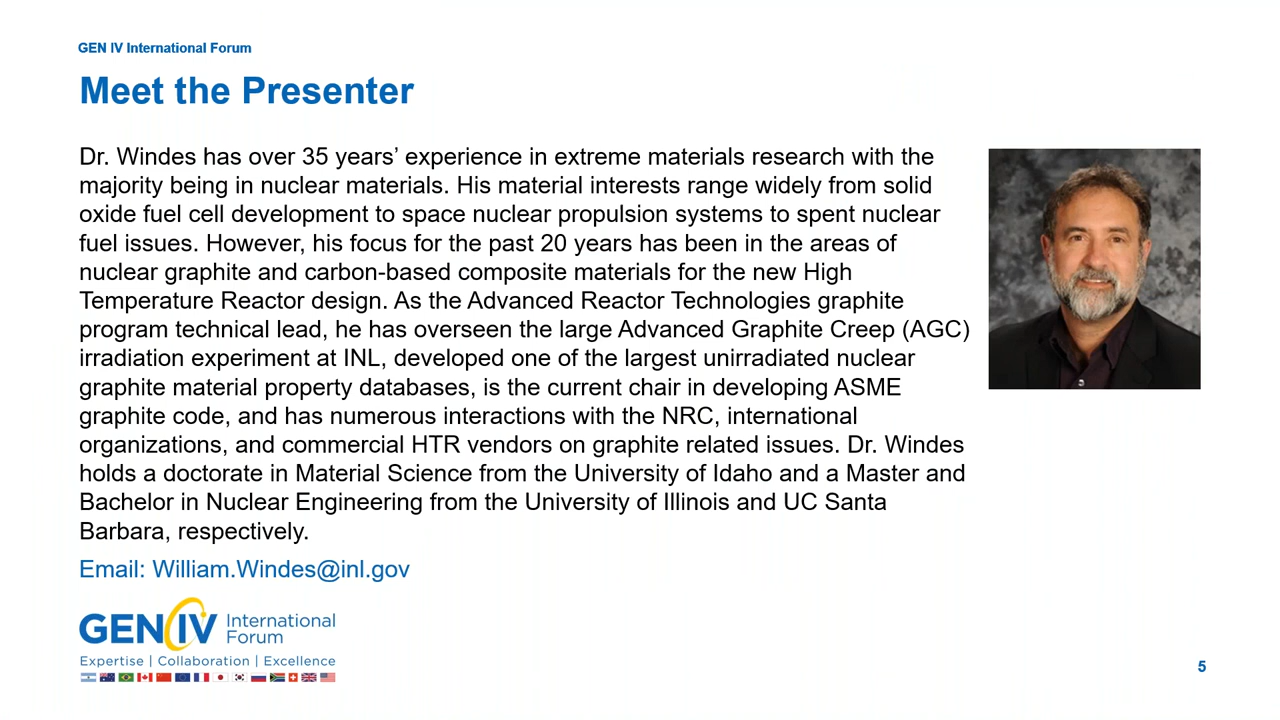 GEN IV International Forum
Meet the Presenter
Dr. Windes has over 35 years’ experience in extreme materials research with the
majority being in nuclear materials. His material interests range widely from solid
oxide fuel cell development to space nuclear propulsion systems to spent nuclear
fuel issues. However, his focus for the past 20 years has been in the areas of
nuclear graphite and carbon-based composite materials for the new High
Temperature Reactor design. As the Advanced Reactor Technologies graphite
program technical lead, he has overseen the large Advanced Graphite Creep (AGC)
irradiation experiment at INL, developed one of the largest unirradiated nuclear
graphite material property databases, is the current chair in developing ASME
graphite code, and has numerous interactions with the NRC, international
organizations, and commercial HTR vendors on graphite related issues. Dr. Windes
holds a doctorate in Material Science from the University of Idaho and a Master and
Bachelor in Nuclear Engineering from the University of Illinois and UC Santa
Barbara, respectively.
Email: William.Windes@inl.gov
GEN IV International
Forum
Expertise | Collaboration | Excellence
5